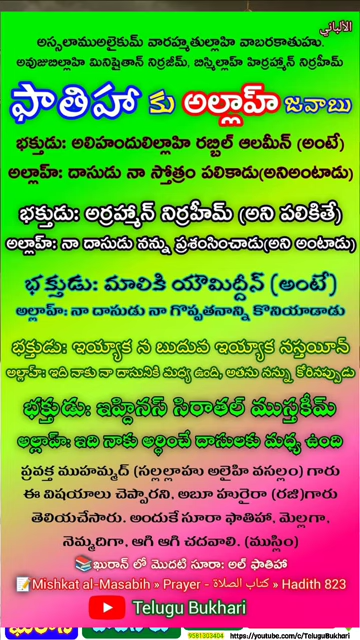 الألباني
అస్సలాముఅలైకుమ్ వారహ్మతుల్లాహి వాబరకాతుహు.
అవుజుబిల్లాహి మినిషైతాన్ నిర్రజీమ్, బిస్మిల్లాహ్ హిర్రహ్మాన్ నిర్రహీమ్
ఫాతిహా కు అల్లాహ్ జవాబు
భక్తుడు: అలిహందులిల్లాహి రబ్బిల్ ఆలమీన్ (అంటే)
అల్లాహ్: దాసుడు నా స్తోత్రం పలికాడు(అనిఅంటాడు)
భక్తుడు: అర్రహ్మాన్ నిర్రహీమ్ (అని పలికితే)
అల్లాహ్: నా దాసుడు నన్ను ప్రశంసించాడు(అని అంటాడు)
భక్తుడు: మాలికి యౌమిద్దీన్ (అంటే)
అల్లాహ్: నా దాసుడు నా గొప్పతనాన్ని కొనియాడాడు
భక్తుడు: ఇయ్యాక న బుదువ ఇయ్యాక నస్తయీన్
అల్లాహ్: ఇది నాకు నా దాసునికి మధ్య ఉంది, అతను నన్ను కోరినప్పుడు
భక్తుడు: ఇహ్దినస్ సిరాతల్ ముస్తకీమ్
అల్లాహ్: ఇది నాకు అర్థించే దాసులకు మధ్య ఉంది
ప్రవక్త ముహమ్మద్ (సల్లల్లాహు అలైహి వసల్లం) గారు
ఈ విషయాలు చెప్పారని, అబూ హురైరా (రజి)గారు
తెలియచేసారు. అందుకే సూరా ఫాతిహా, మెల్లగా,
నెమ్మదిగా, ఆగి ఆగి చదవాలి. (ముస్లిం)
📚ఖురాన్ లో మొదటి సూరా: అల్ ఫాతిహా
📝Mishkat al-Masabih » Prayer - كتاب الصلاة » Hadith 823
Telugu Bukhari
9581303404 https://youtube.com/c/TeluguBukhari